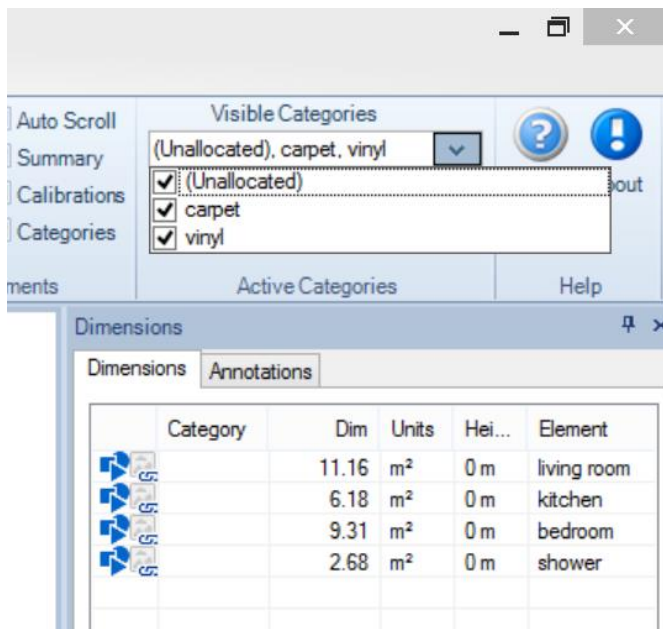 Auto Scroll
Summary
Calibrations
Categories
ments
Visible Categories
(Unallocated), carpet, vinyl
(Unallocated)
carpet
vinyl
Active Categories
out
Help
Dimensions
Dimensions Annotations
Category Dim Units Hei... Element
11.16 m² 0 m living room
6.18 m² 0 m kitchen
9.31 m² 0 m bedroom
2.68 m² 0 m shower